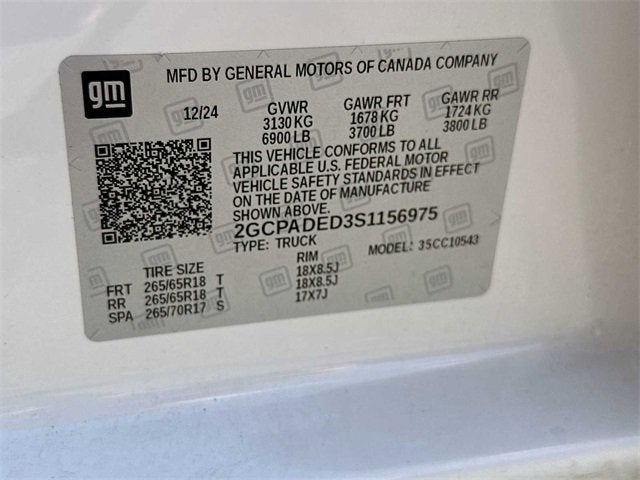 gm
MFD BY GENERAL MOTORS OF CANADA COMPANY
12/24 GVWR GAWR FRT GAWR RR
3130 KG 1678 KG 1724 KG
6900 LB 3700 LB 3800 LB
THIS VEHICLE CONFORMS TO ALL
APPLICABLE U.S. FEDERAL MOTOR
VEHICLE SAFETY STANDARDS IN EFFECT
ON THE DATE OF MANUFACTURE
SHOWN ABOVE.
2GCPADED3S1156975
TYPE: TRUCK MODEL: 35CC10543
TIRE SIZE RIM
FRT 265/65R18 T 18X8.5J
RR 265/65R18 T 18X8.5J
SPA 265/70R17 S 17X7J